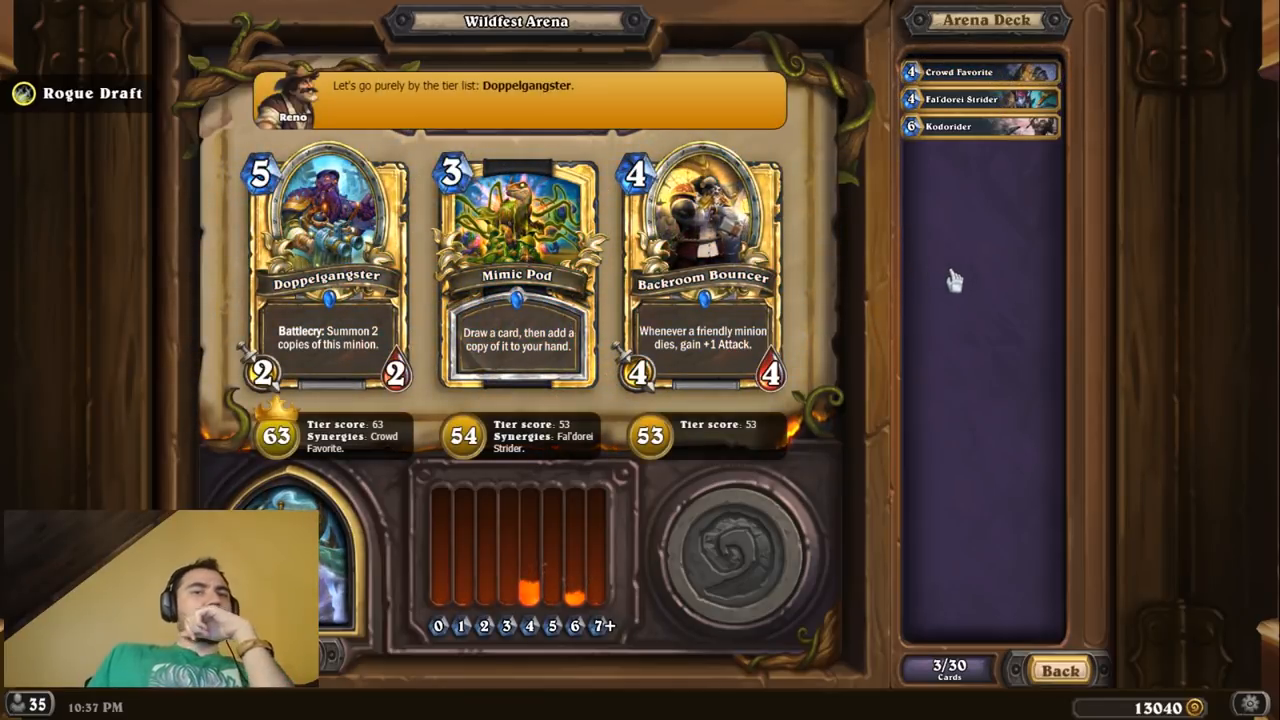 Wildfest Arena
Arena Deck
Rogue Draft
Let's go purely by the tier list: Doppelgangster.
Reno
4 Crowd Favorite
4 Fal'dorei Strider
6 Kodorider
5
Doppelgangster
Battlecry: Summon 2
copies of this minion.
2 2
3
Mimic Pod
Draw a card, then add a
copy of it to your hand.
4
Backroom Bouncer
Whenever a friendly minion
dies, gain +1 Attack.
4 4
63
Tier score: 63
Synergies: Crowd
Favorite.
54
Tier score: 53
Synergies: Fal'dorei
Strider.
53
Tier score: 53
0 1 2 3 4 5 6 7+
3/30
Cards
Back
35
10:37 PM
13040